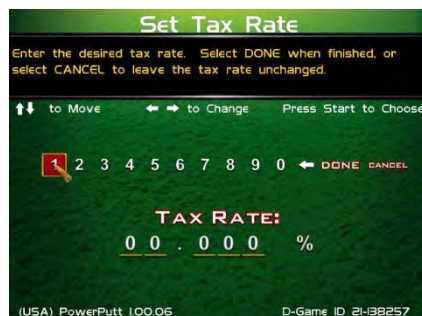 Set Tax Rate
Enter the desired tax rate. Select DONE when finished, or
select CANCEL to leave the tax rate unchanged.
↑↓ to Move ← → to Change Press Start to Choose
1 2 3 4 5 6 7 8 9 0 ← DONE CANCEL
TAX RATE:
0 0 . 0 0 0 %
(USA) PowerPutt 1.00.06 D-Game ID 21-138257